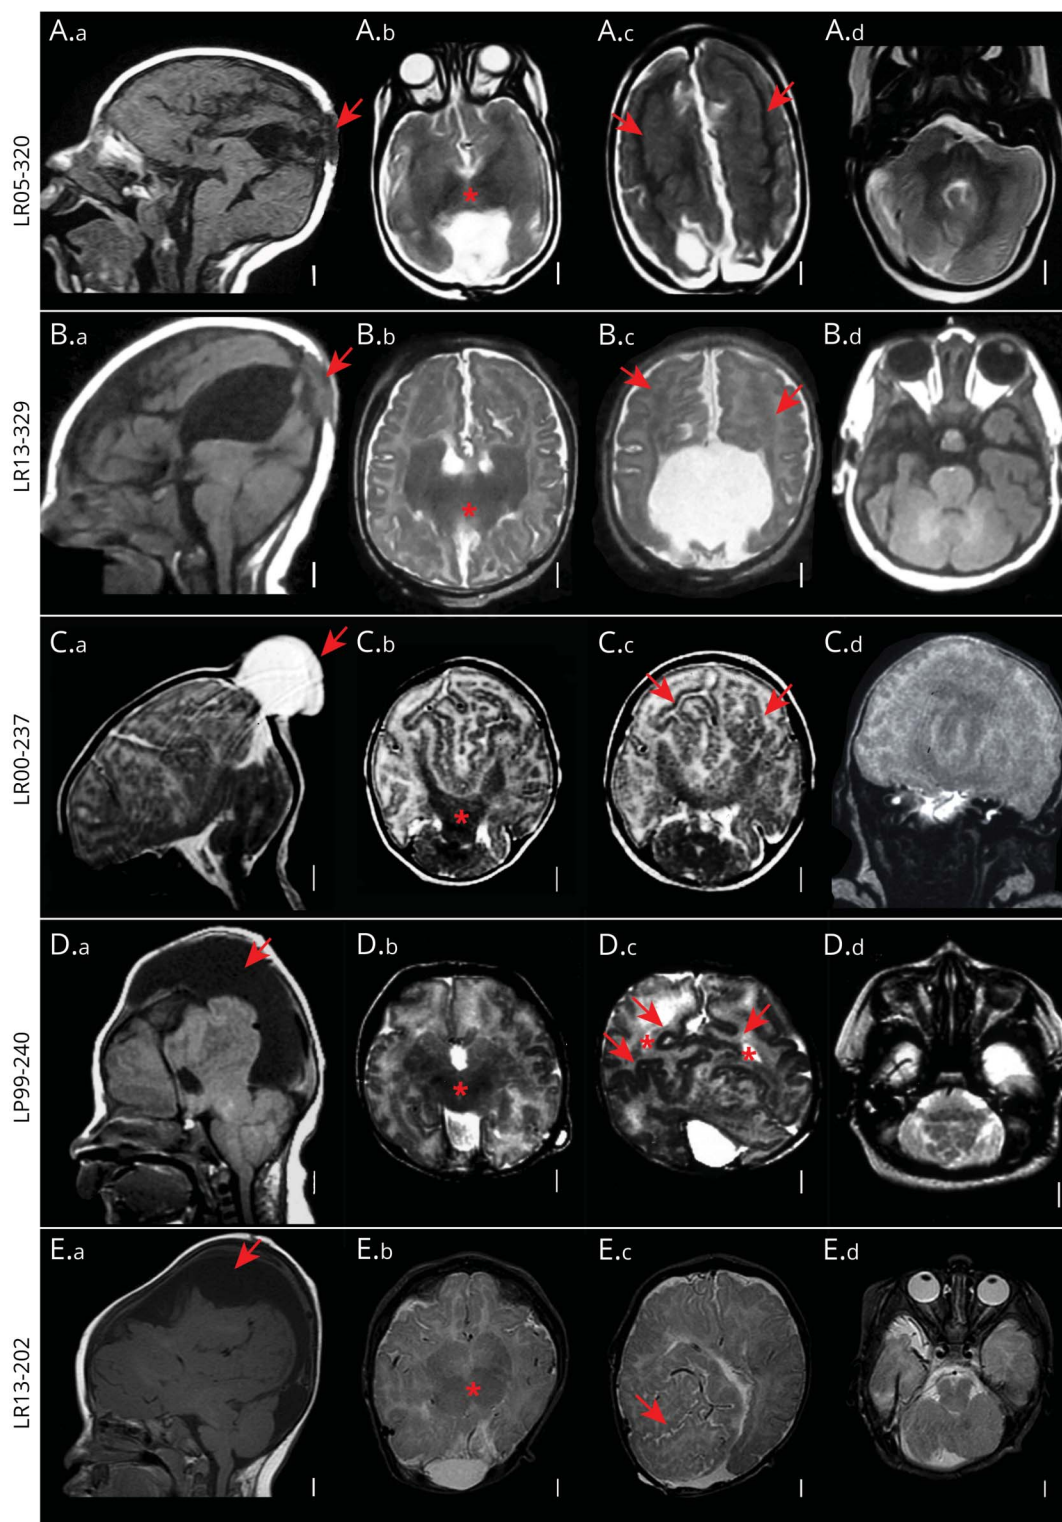 A.a A.b A.c A.d
LR05-320
B.a B.b B.c B.d
LR13-329
C.a C.b C.c C.d
LR00-237
D.a D.b D.c D.d
LP99-240
E.a E.b E.c E.d
LR13-202